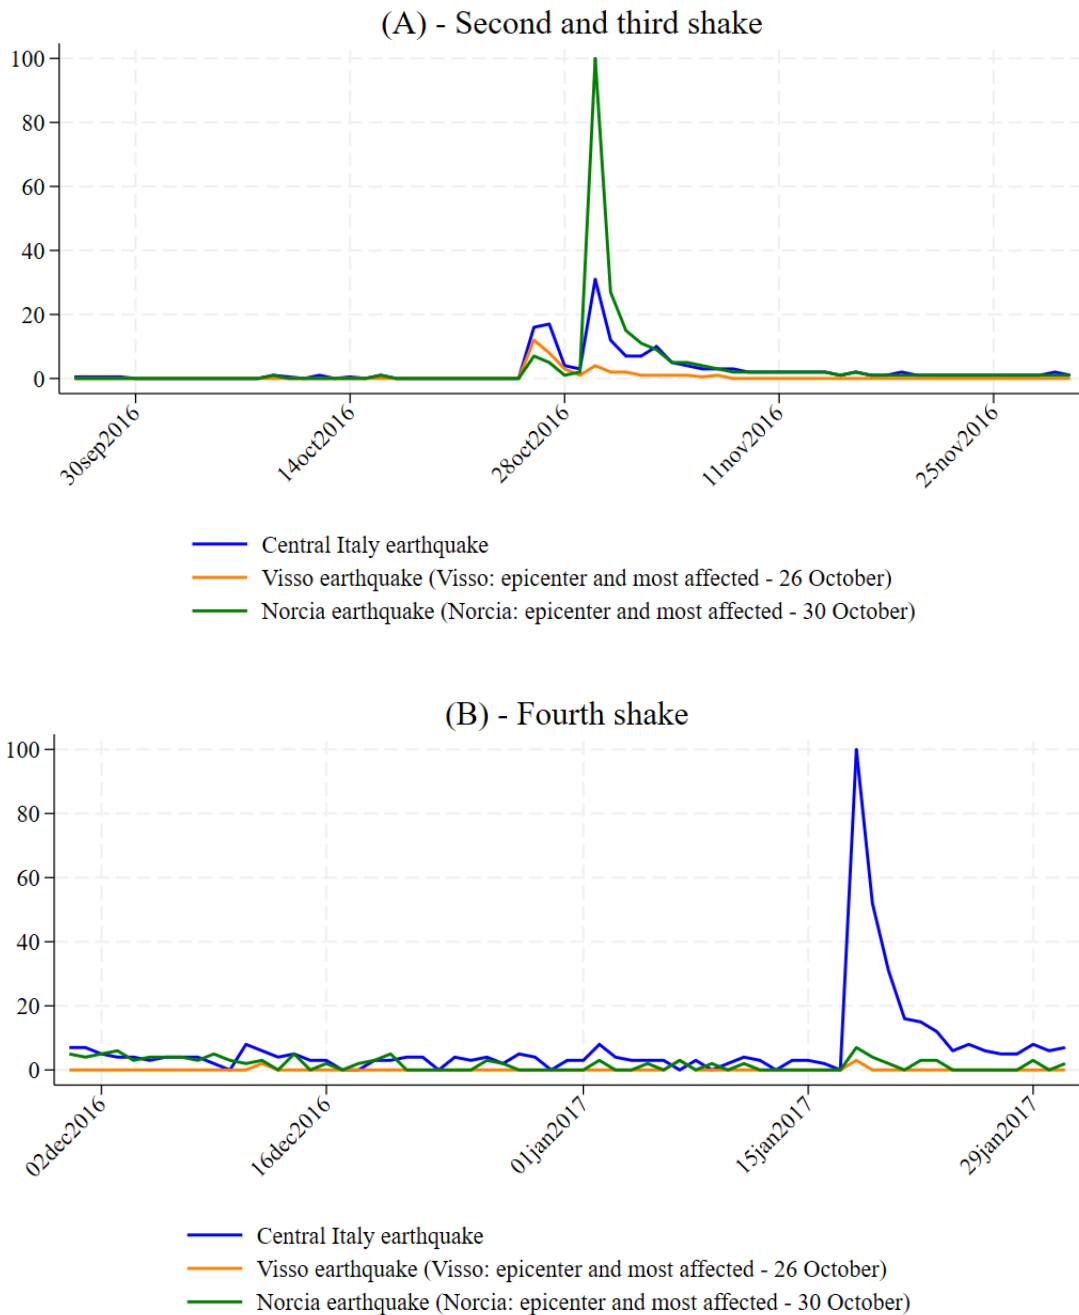 (A) - Second and third shake
100
80
60
40
20
0
30sep2016
14oct2016
28oct2016
11nov2016
25nov2016
Central Italy earthquake
Visso earthquake (Visso: epicenter and most affected - 26 October)
Norcia earthquake (Norcia: epicenter and most affected - 30 October)
(B) - Fourth shake
100
80
60
40
20
0
02dec2016
16dec2016
01jan2017
15jan2017
29jan2017
Central Italy earthquake
Visso earthquake (Visso: epicenter and most affected - 26 October)
Norcia earthquake (Norcia: epicenter and most affected - 30 October)